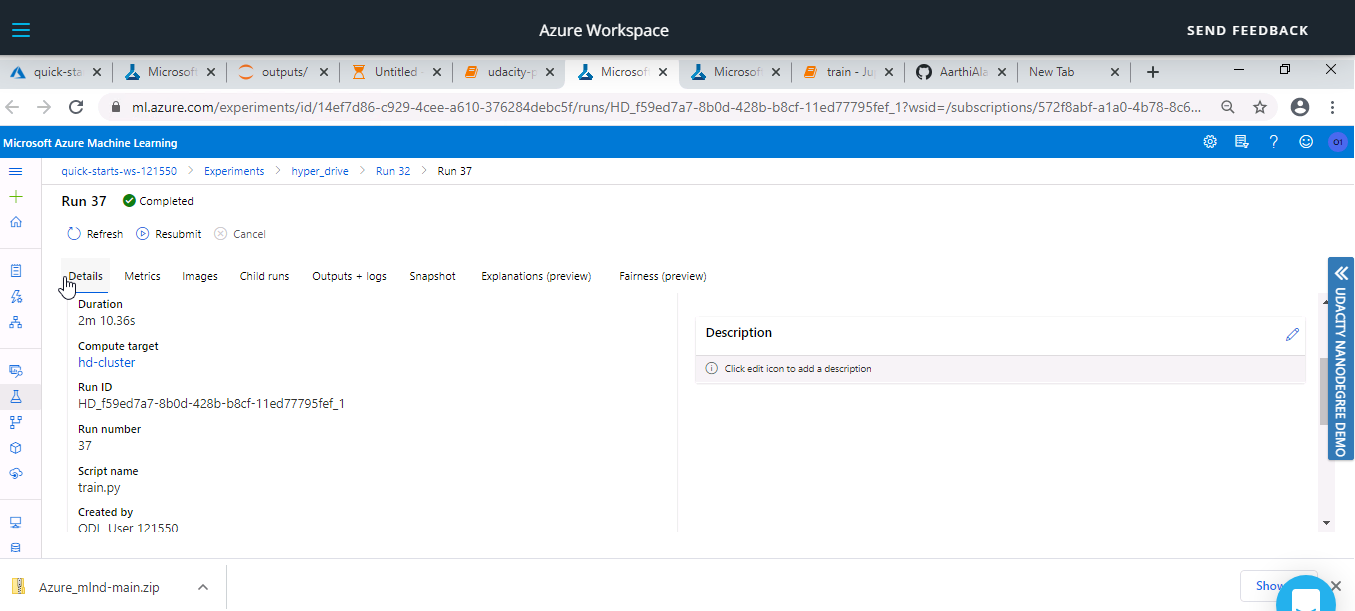 Azure Workspace
SEND FEEDBACK
quick-sta
Microsoft
outputs/
Untitled
udacity-p
Microsoft
Microsoft
train - Ju
AarthiAla
New Tab
ml.azure.com/experiments/id/14ef7d86-c929-4cee-a610-376284debc5f/runs/HD_f59ed7a7-8b0d-428b-b8cf-11ed77795fef_1?wsid=/subscriptions/572f8abf-a1a0-4b78-8c6...
Microsoft Azure Machine Learning
O1
quick-starts-ws-121550 > Experiments > hyper_drive > Run 32 > Run 37
Run 37 Completed
Refresh Resubmit Cancel
Details Metrics Images Child runs Outputs + logs Snapshot Explanations (preview) Fairness (preview)
Duration
2m 10.36s
Compute target
hd-cluster
Run ID
HD_f59ed7a7-8b0d-428b-b8cf-11ed77795fef_1
Run number
37
Script name
train.py
Created by
ODL_User 121550
Description
Click edit icon to add a description
UDACITY NANODEGREE DEMO
Azure_mlnd-main.zip
Show